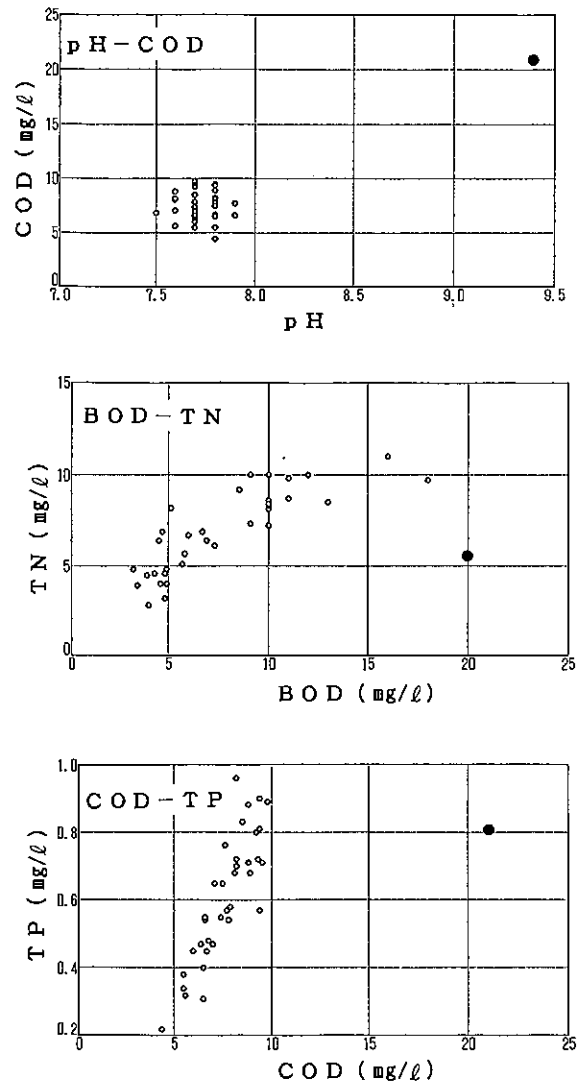 pH-COD
COD (mg/ℓ)
25
20
15
10
5
0
7.0 7.5 8.0 8.5 9.0 9.5
pH
BOD-TN
TN (mg/ℓ)
15
10
5
0
0 5 10 15 20 25
BOD (mg/ℓ)
COD-TP
TP (mg/ℓ)
1.0
0.8
0.6
0.4
0.2
0 5 10 15 20 25
COD (mg/ℓ)